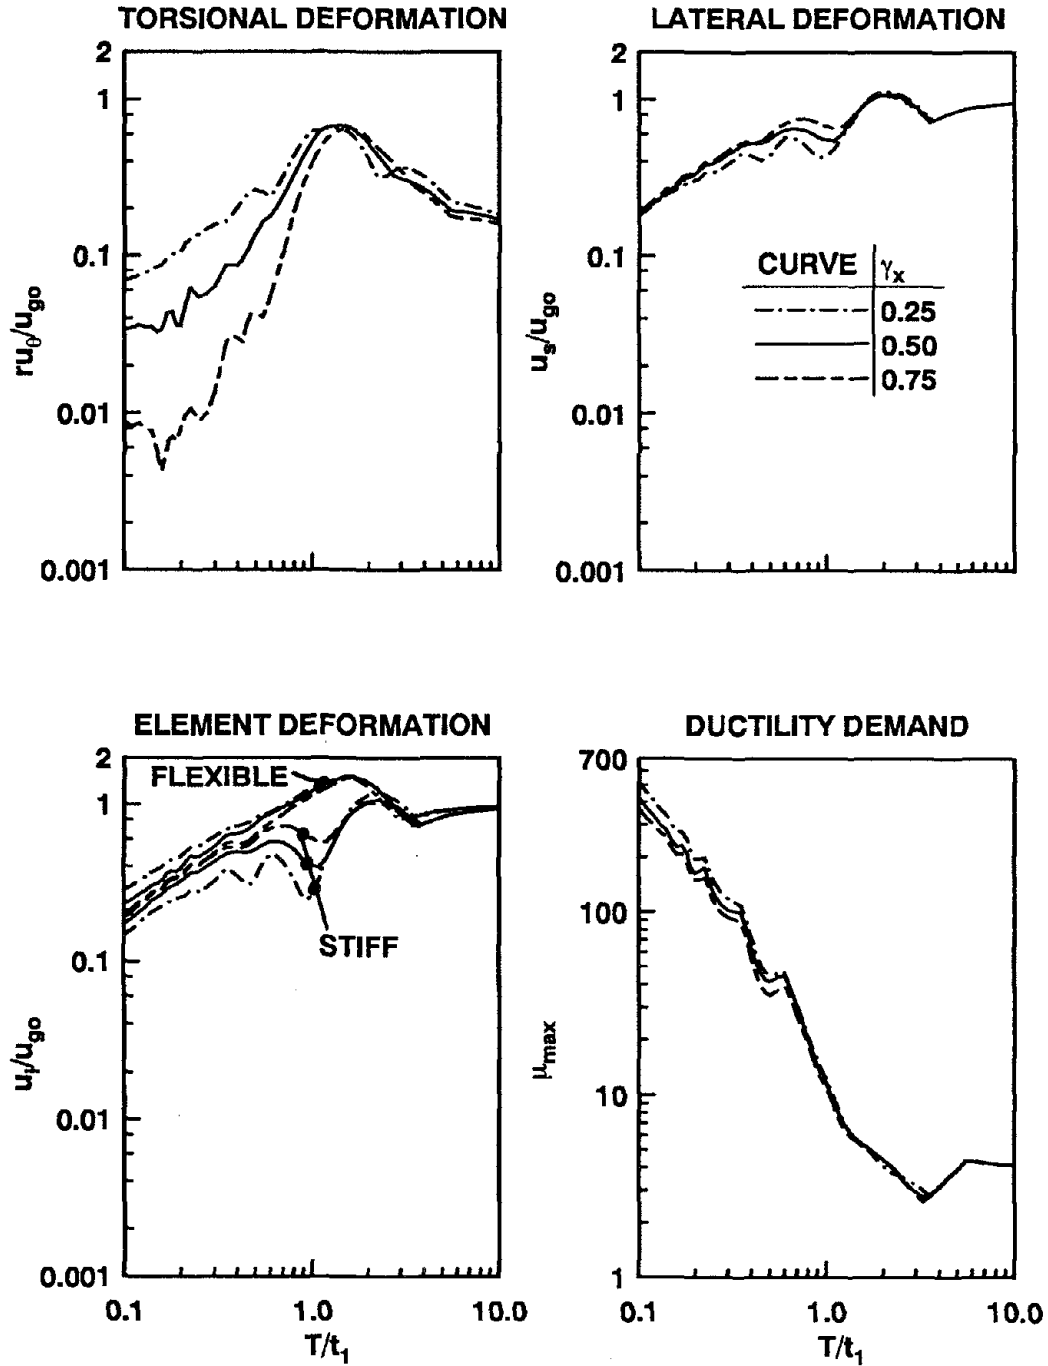 TORSIONAL DEFORMATION
2
1
0.1
0.01
0.001
ruθ/ugo
LATERAL DEFORMATION
2
1
0.1
0.01
0.001
us/ugo
CURVE γx
0.25
0.50
0.75
ELEMENT DEFORMATION
2
1
0.1
0.01
0.001
FLEXIBLE
STIFF
ui/ugo
0.1 1.0 10.0
T/t1
DUCTILITY DEMAND
700
100
10
1
μmax
0.1 1.0 10.0
T/t1